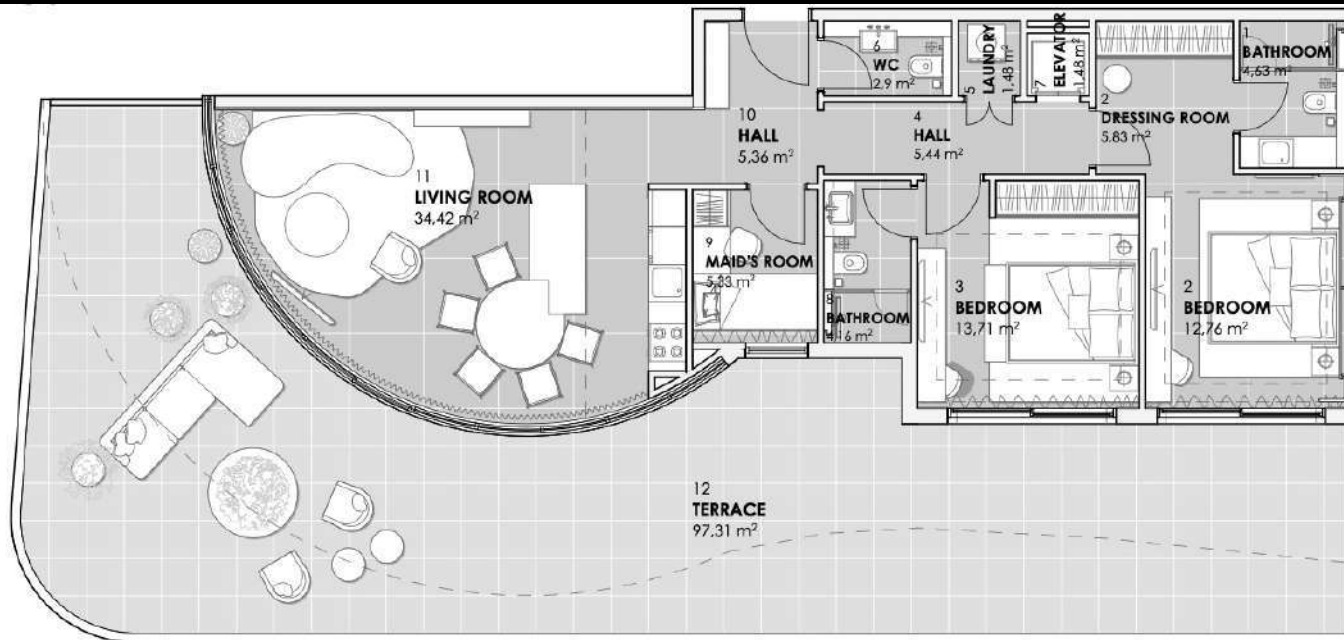 1
BATHROOM
4,63 m²
2
DRESSING ROOM
5,83 m²
7
ELEVATOR
1,48 m²
5
LAUNDRY
1,48 m²
6
WC
2,9 m²
10
HALL
5,36 m²
4
HALL
5,44 m²
11
LIVING ROOM
34,42 m²
9
MAID'S ROOM
5,33 m²
8
BATHROOM
4,16 m²
3
BEDROOM
13,71 m²
2
BEDROOM
12,76 m²
12
TERRACE
97,31 m²